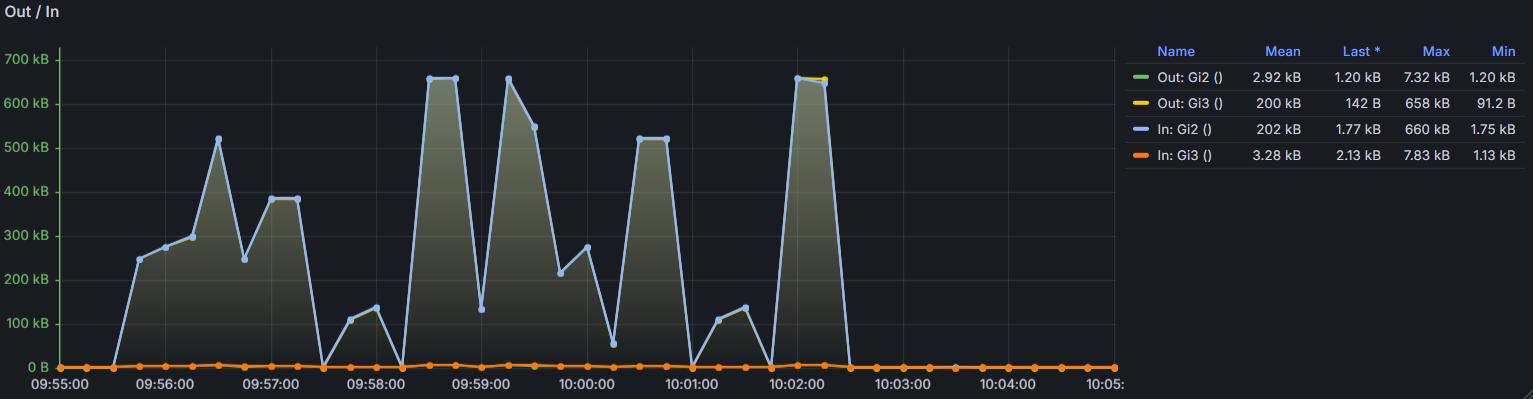 Out / In
700 kB
600 kB
500 kB
400 kB
300 kB
200 kB
100 kB
0 B
09:55:00 09:56:00 09:57:00 09:58:00 09:59:00 10:00:00 10:01:00 10:02:00 10:03:00 10:04:00 10:05:
Name Mean Last * Max Min
Out: Gi2 () 2.92 kB 1.20 kB 7.32 kB 1.20 kB
Out: Gi3 () 200 kB 142 B 658 kB 91.2 B
In: Gi2 () 202 kB 1.77 kB 660 kB 1.75 kB
In: Gi3 () 3.28 kB 2.13 kB 7.83 kB 1.13 kB